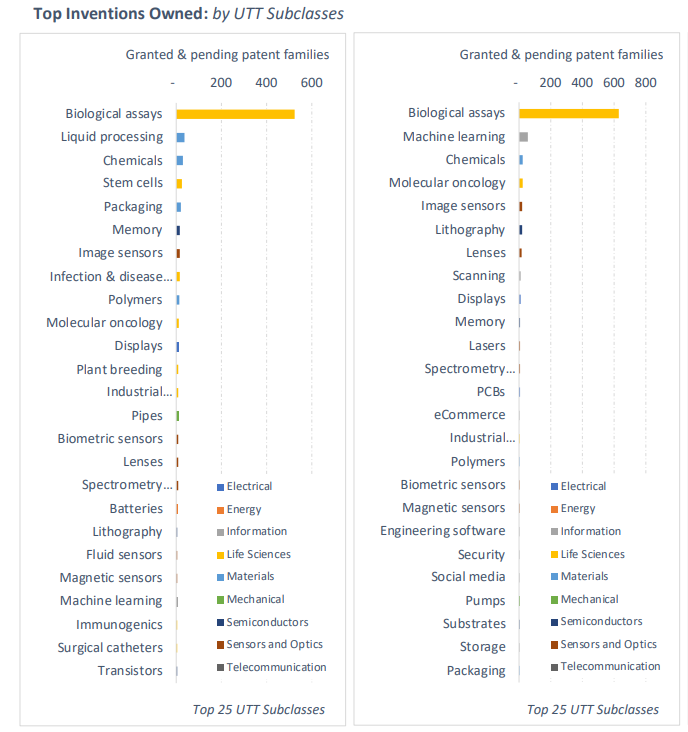 Top Inventions Owned: by UTT Subclasses
Granted & pending patent families
- 200 400 600
Biological assays
Liquid processing
Chemicals
Stem cells
Packaging
Memory
Image sensors
Infection & disease...
Polymers
Molecular oncology
Displays
Plant breeding
Industrial...
Pipes
Biometric sensors
Lenses
Spectrometry...
Batteries
Lithography
Fluid sensors
Magnetic sensors
Machine learning
Immunogenics
Surgical catheters
Transistors
Electrical
Energy
Information
Life Sciences
Materials
Mechanical
Semiconductors
Sensors and Optics
Telecommunication
Top 25 UTT Subclasses
Granted & pending patent families
- 200 400 600 800
Biological assays
Machine learning
Chemicals
Molecular oncology
Image sensors
Lithography
Lenses
Scanning
Displays
Memory
Lasers
Spectrometry...
PCBs
eCommerce
Industrial...
Polymers
Biometric sensors
Magnetic sensors
Engineering software
Security
Social media
Pumps
Substrates
Storage
Packaging
Electrical
Energy
Information
Life Sciences
Materials
Mechanical
Semiconductors
Sensors and Optics
Telecommunication
Top 25 UTT Subclasses